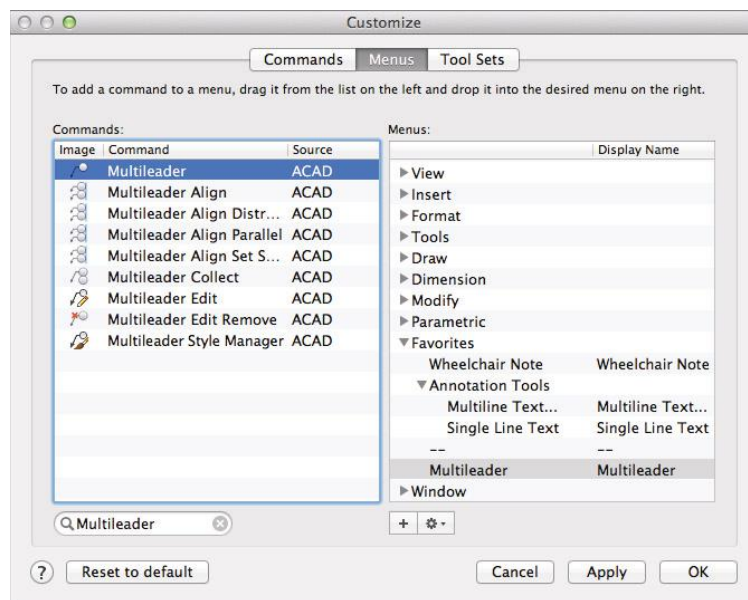 Customize
Commands Menus Tool Sets
To add a command to a menu, drag it from the list on the left and drop it into the desired menu on the right.
Commands:
Image Command Source
Multileader ACAD
Multileader Align ACAD
Multileader Align Distr... ACAD
Multileader Align Parallel ACAD
Multileader Align Set S... ACAD
Multileader Collect ACAD
Multileader Edit ACAD
Multileader Edit Remove ACAD
Multileader Style Manager ACAD
Multileader
Menus:
Display Name
View
Insert
Format
Tools
Draw
Dimension
Modify
Parametric
Favorites
Wheelchair Note Wheelchair Note
Annotation Tools
Multiline Text... Multiline Text...
Single Line Text Single Line Text
-- --
Multileader Multileader
Window
+
? Reset to default Cancel Apply OK